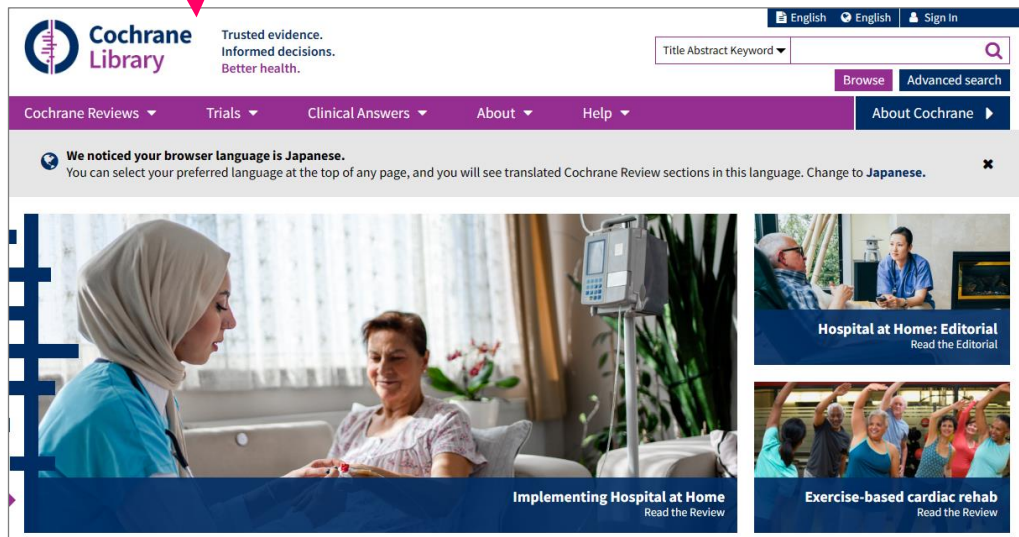 English English Sign In
Cochrane
Library
Trusted evidence.
Informed decisions.
Better health.
Title Abstract Keyword
Browse Advanced search
Cochrane Reviews Trials Clinical Answers About Help About Cochrane
We noticed your browser language is Japanese.
You can select your preferred language at the top of any page, and you will see translated Cochrane Review sections in this language. Change to Japanese.
Hospital at Home: Editorial
Read the Editorial
Implementing Hospital at Home
Read the Review
Exercise-based cardiac rehab
Read the Review